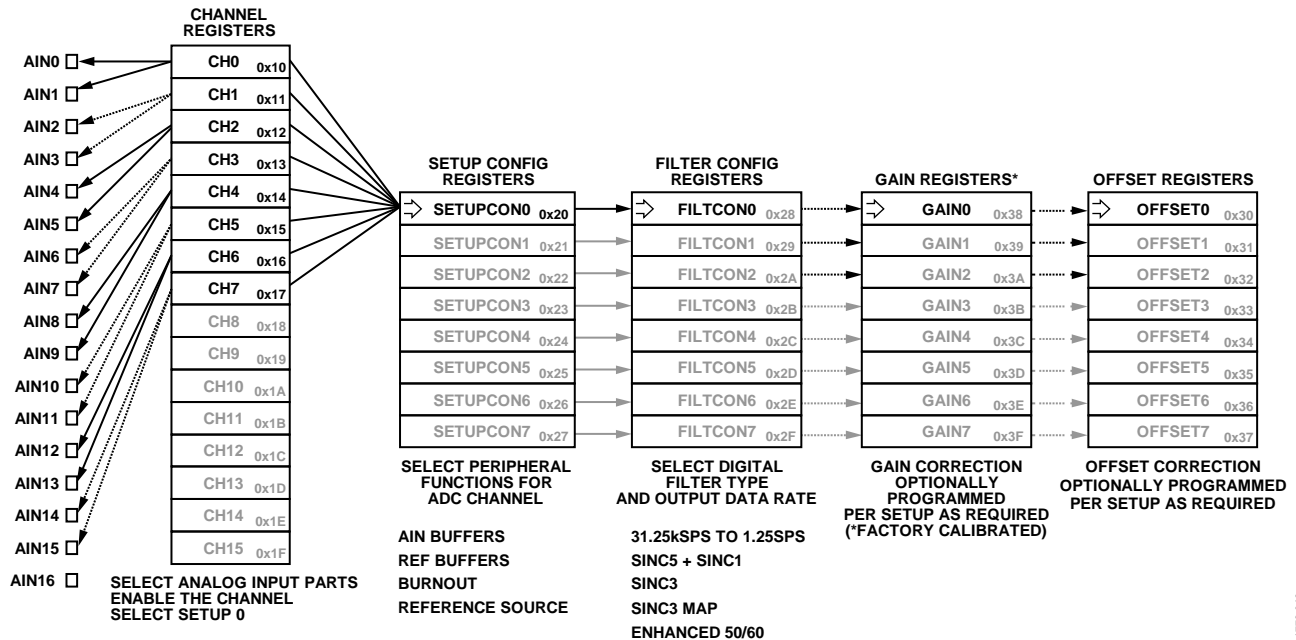 CHANNEL
REGISTERS
AIN0
AIN1
AIN2
AIN3
AIN4
AIN5
AIN6
AIN7
AIN8
AIN9
AIN10
AIN11
AIN12
AIN13
AIN14
AIN15
AIN16
CH0 0x10
CH1 0x11
CH2 0x12
CH3 0x13
CH4 0x14
CH5 0x15
CH6 0x16
CH7 0x17
CH8 0x18
CH9 0x19
CH10 0x1A
CH11 0x1B
CH12 0x1C
CH13 0x1D
CH14 0x1E
CH15 0x1F
SELECT ANALOG INPUT PARTS
ENABLE THE CHANNEL
SELECT SETUP 0
SETUP CONFIG
REGISTERS
SETUPCON0 0x20
SETUPCON1 0x21
SETUPCON2 0x22
SETUPCON3 0x23
SETUPCON4 0x24
SETUPCON5 0x25
SETUPCON6 0x26
SETUPCON7 0x27
SELECT PERIPHERAL
FUNCTIONS FOR
ADC CHANNEL
AIN BUFFERS
REF BUFFERS
BURNOUT
REFERENCE SOURCE
FILTER CONFIG
REGISTERS
FILTCON0 0x28
FILTCON1 0x29
FILTCON2 0x2A
FILTCON3 0x2B
FILTCON4 0x2C
FILTCON5 0x2D
FILTCON6 0x2E
FILTCON7 0x2F
SELECT DIGITAL
FILTER TYPE
AND OUTPUT DATA RATE
31.25kSPS TO 1.25SPS
SINC5 + SINC1
SINC3
SINC3 MAP
ENHANCED 50/60
GAIN REGISTERS*
GAIN0 0x38
GAIN1 0x39
GAIN2 0x3A
GAIN3 0x3B
GAIN4 0x3C
GAIN5 0x3D
GAIN6 0x3E
GAIN7 0x3F
GAIN CORRECTION
OPTIONALLY
PROGRAMMED
PER SETUP AS REQUIRED
(*FACTORY CALIBRATED)
OFFSET REGISTERS
OFFSET0 0x30
OFFSET1 0x31
OFFSET2 0x32
OFFSET3 0x33
OFFSET4 0x34
OFFSET5 0x35
OFFSET6 0x36
OFFSET7 0x37
OFFSET CORRECTION
OPTIONALLY PROGRAMMED
PER SETUP AS REQUIRED